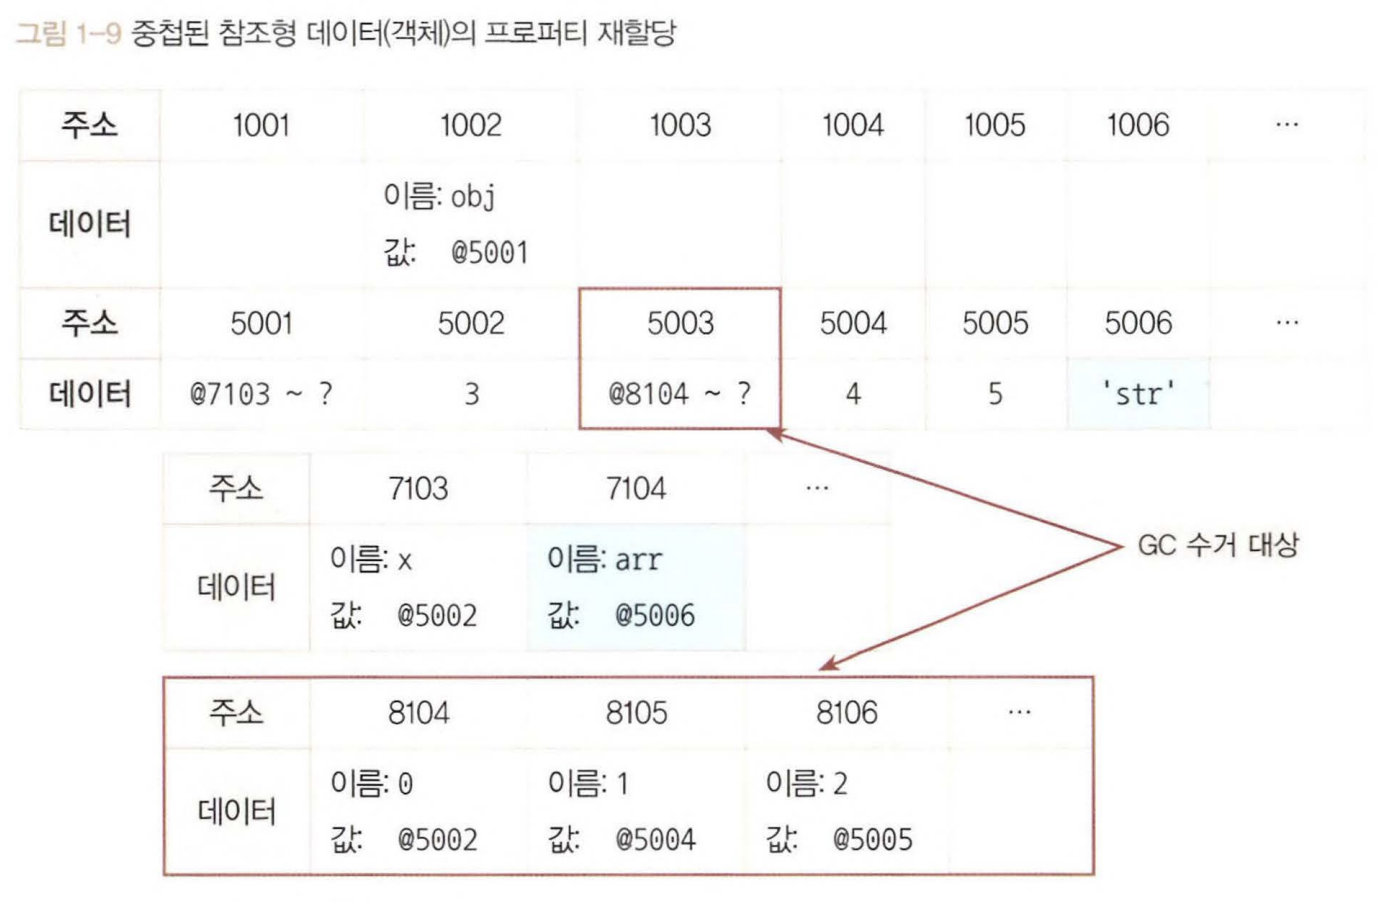 그림 1-9 중첩된 참조형 데이터(객체)의 프로퍼티 재할당
주소 1001 1002 1003 1004 1005 1006 …
데이터
이름: obj
값: @5001
주소 5001 5002 5003 5004 5005 5006 …
데이터 @7103 ~ ? 3 @8104 ~ ? 4 5 'str'
주소 7103 7104 …
GC 수거 대상
데이터
이름: x 이름: arr
값: @5002 값: @5006
주소 8104 8105 8106 …
데이터
이름: 0 이름: 1 이름: 2
값: @5002 값: @5004 값: @5005